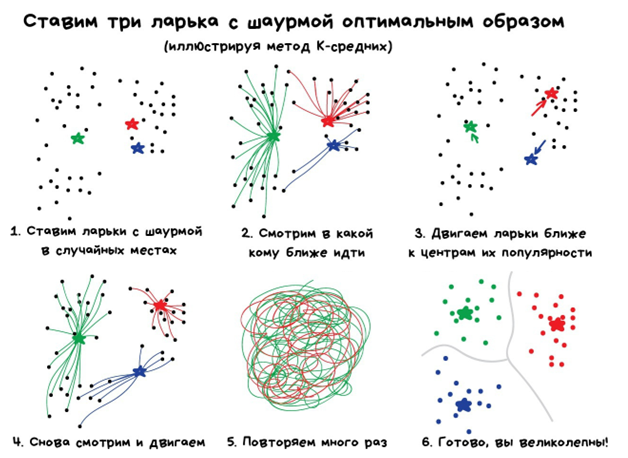 Ставим три ларька с шаурмой оптимальным образом
(иллюстрируя метод К-средних)
1. Ставим ларьки с шаурмой
в случайных местах
2. Смотрим в какой
кому ближе идти
3. Двигаем ларьки ближе
к центрам их популярности
4. Снова смотрим и двигаем
5. Повторяем много раз
6. Готово, вы великолепны!